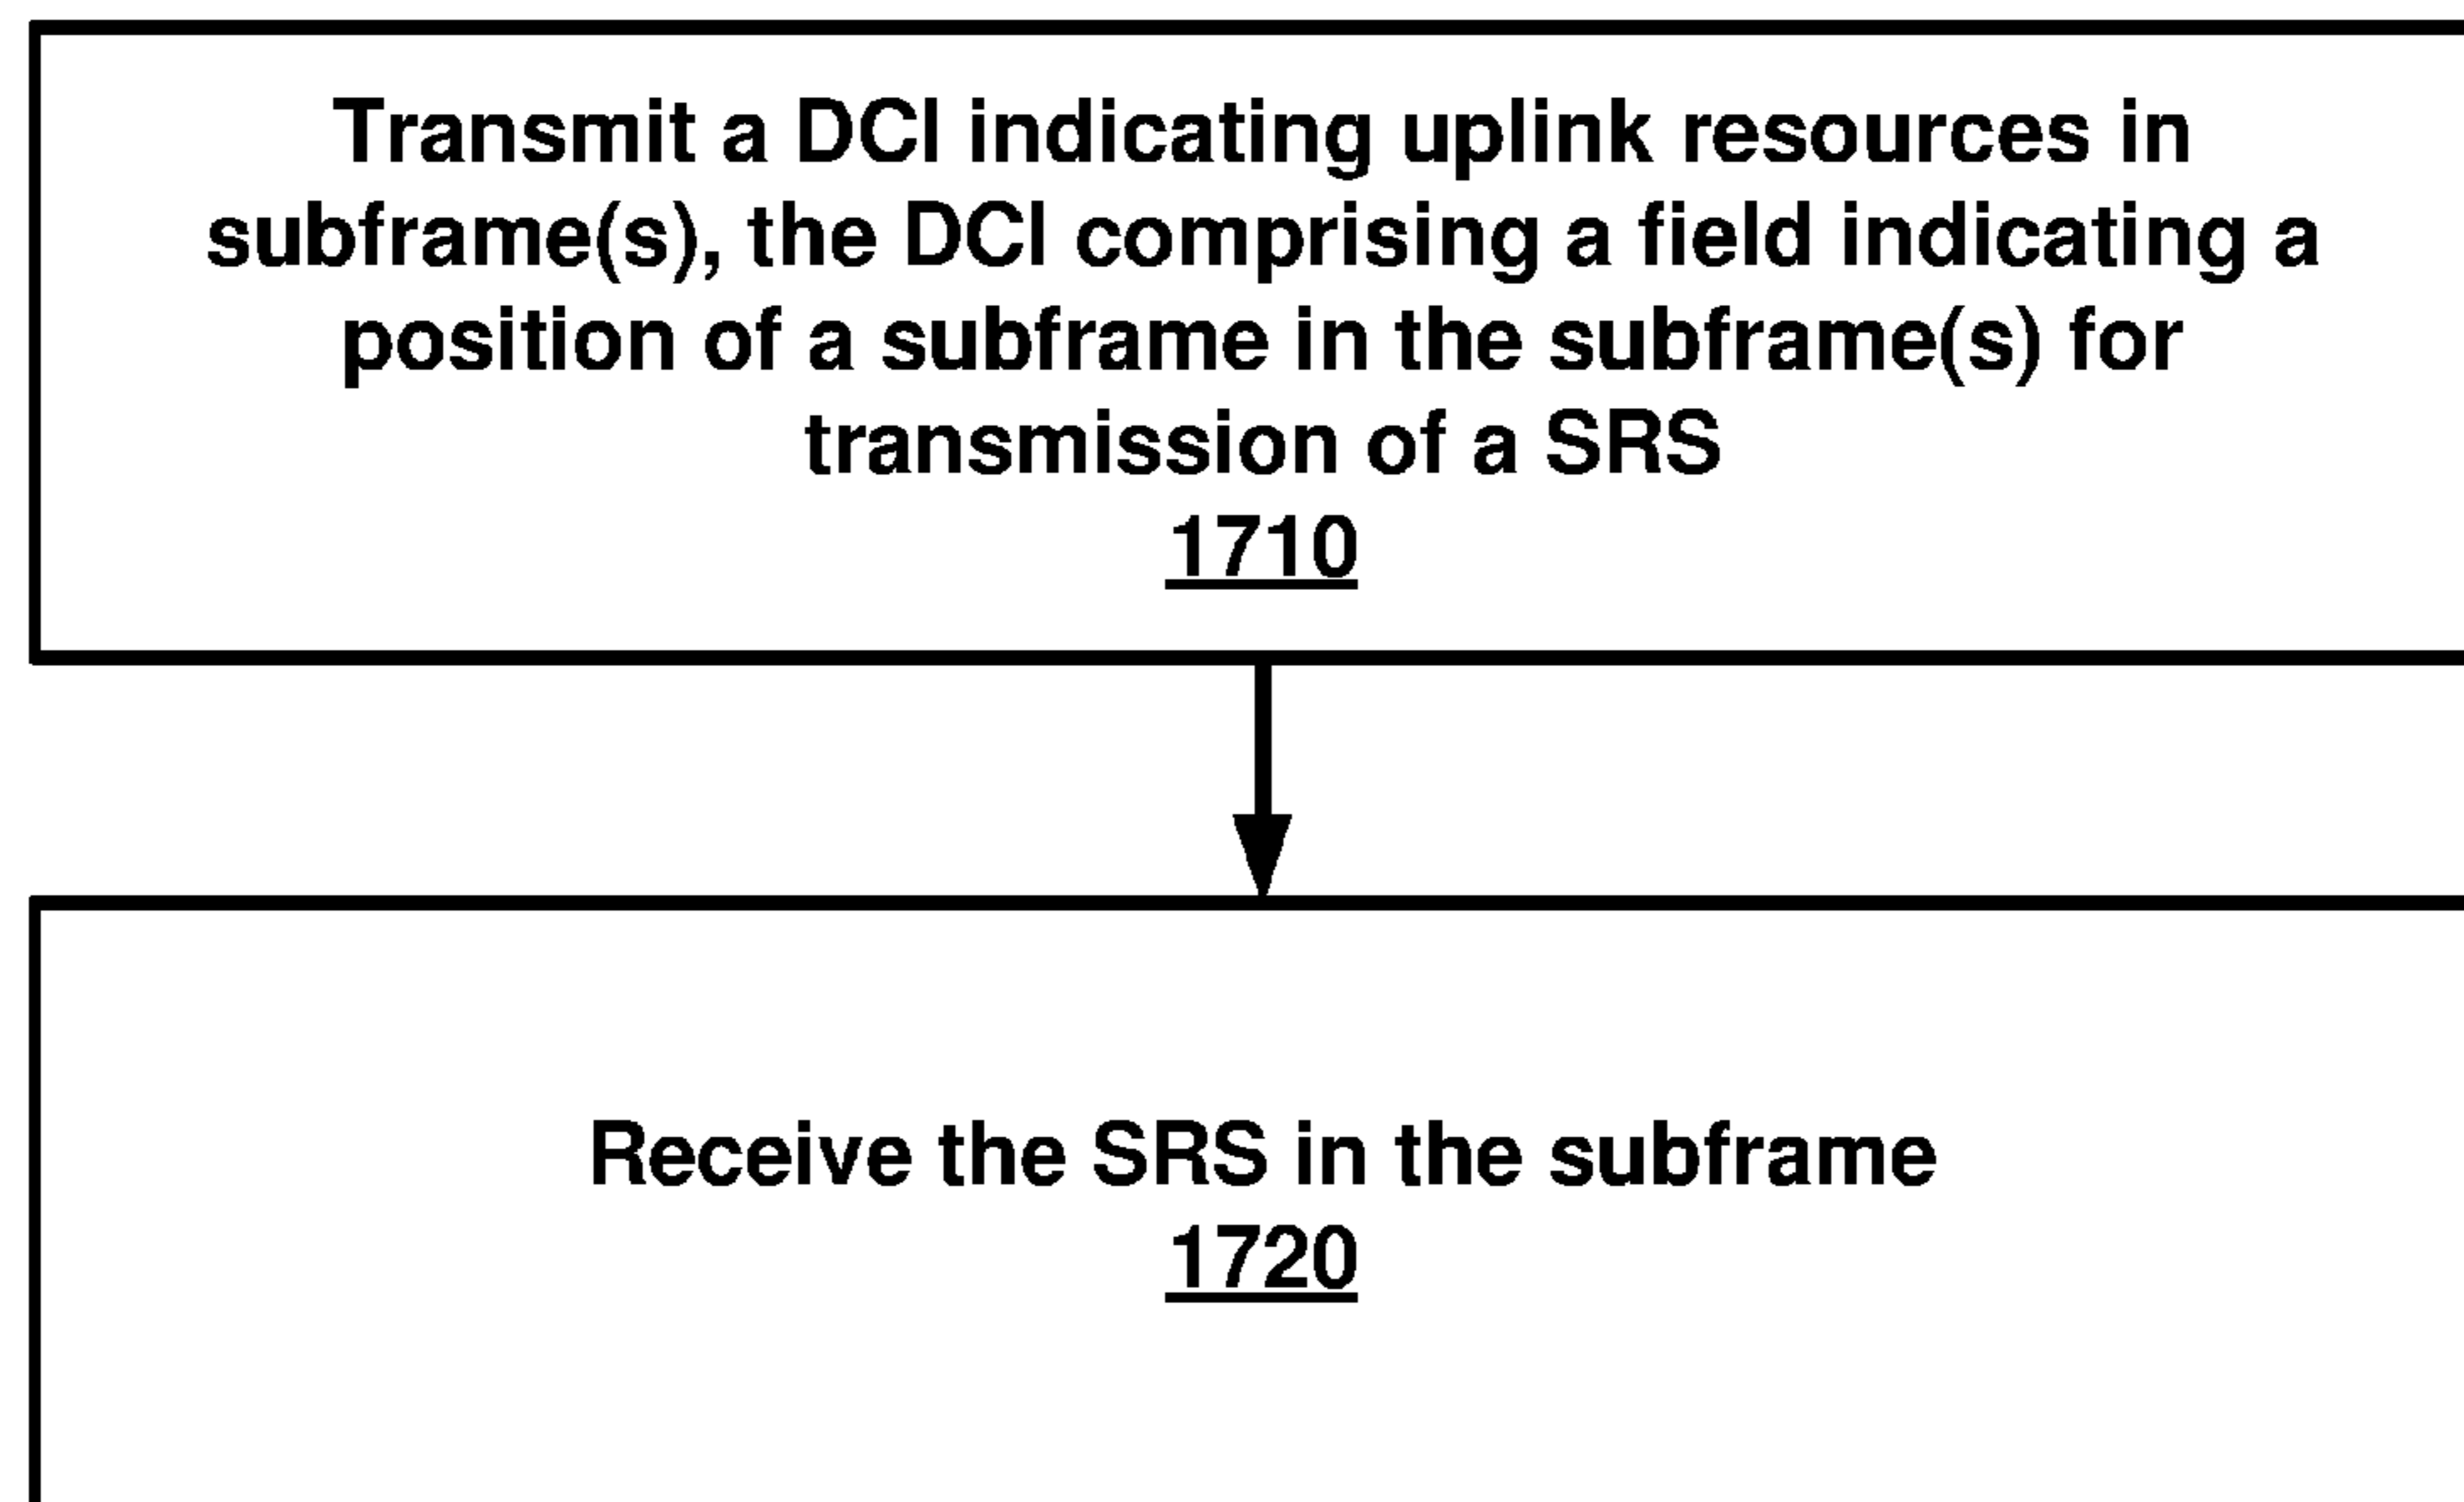 Transmit a DCI indicating uplink resources in
subframe(s), the DCI comprising a field indicating a
position of a subframe in the subframe(s) for
transmission of a SRS
1710
Receive the SRS in the subframe
1720